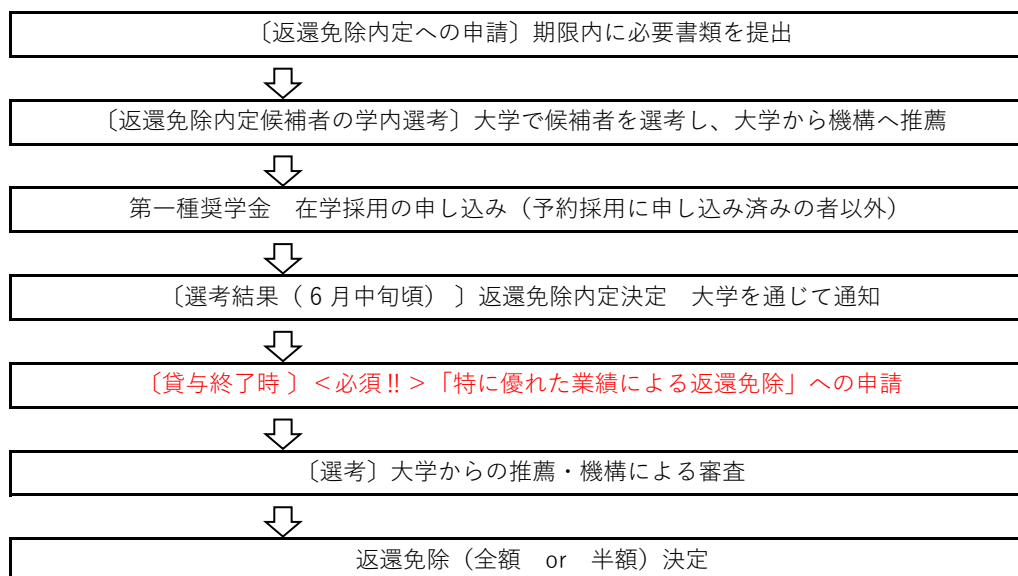 〔返還免除内定への申請〕期限内に必要書類を提出
〔返還免除内定候補者の学内選考〕大学で候補者を選考し、大学から機構へ推薦
第一種奨学金　在学採用の申し込み（予約採用に申し込み済みの者以外）
〔選考結果（６月中旬頃）〕返還免除内定決定　大学を通じて通知
〔貸与終了時〕＜必須‼＞「特に優れた業績による返還免除」への申請
〔選考〕大学からの推薦・機構による審査
返還免除（全額　or　半額）決定